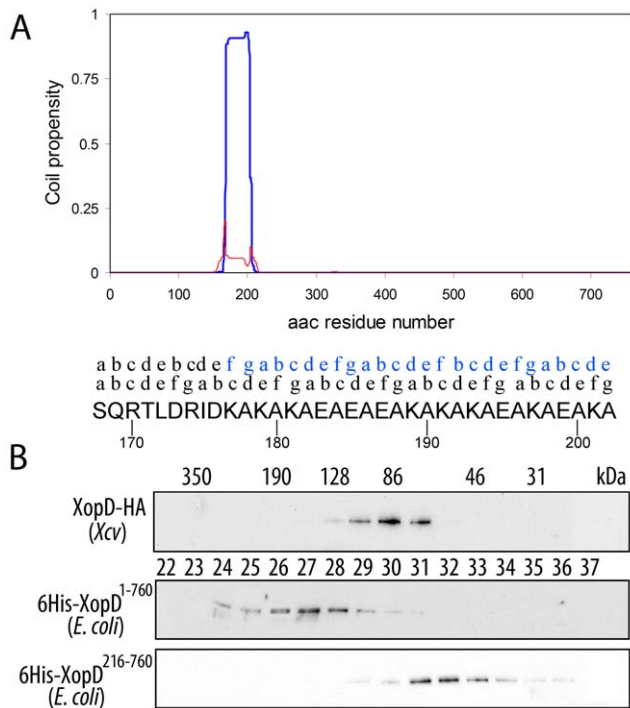 A
Coil propensity
1
0.75
0.5
0.25
0
0 100 200 300 400 500 600 700
aac residue number
a b c d e b c d e f g a b c d e f g a b c d e f b c d e f g a b c d e
a b c d e f g a b c d e f g a b c d e f g a b c d e f g a b c d e f g
SQRTLDRIDKAKAKAEAEAEAKAKAKAEAKAEAKA
170 180 190 200
B
350 190 128 86 46 31 kDa
XopD-HA
(Xcv)
22 23 24 25 26 27 28 29 30 31 32 33 34 35 36 37
6His-XopD1-760
(E. coli)
6His-XopD216-760
(E. coli)